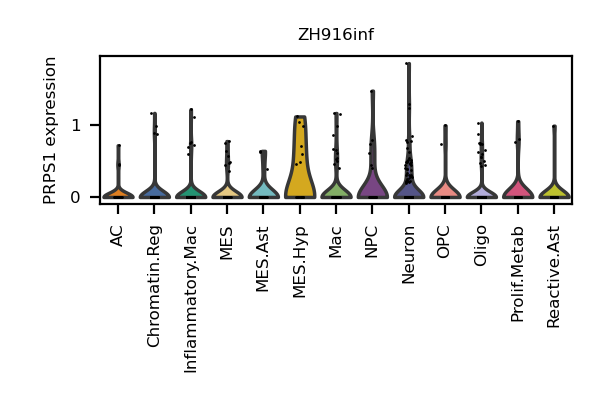 ZH916inf
PRPS1 expression
1
0
AC
Chromatin.Reg
Inflammatory.Mac
MES
MES.Ast
MES.Hyp
Mac
NPC
Neuron
OPC
Oligo
Prolif.Metab
Reactive.Ast